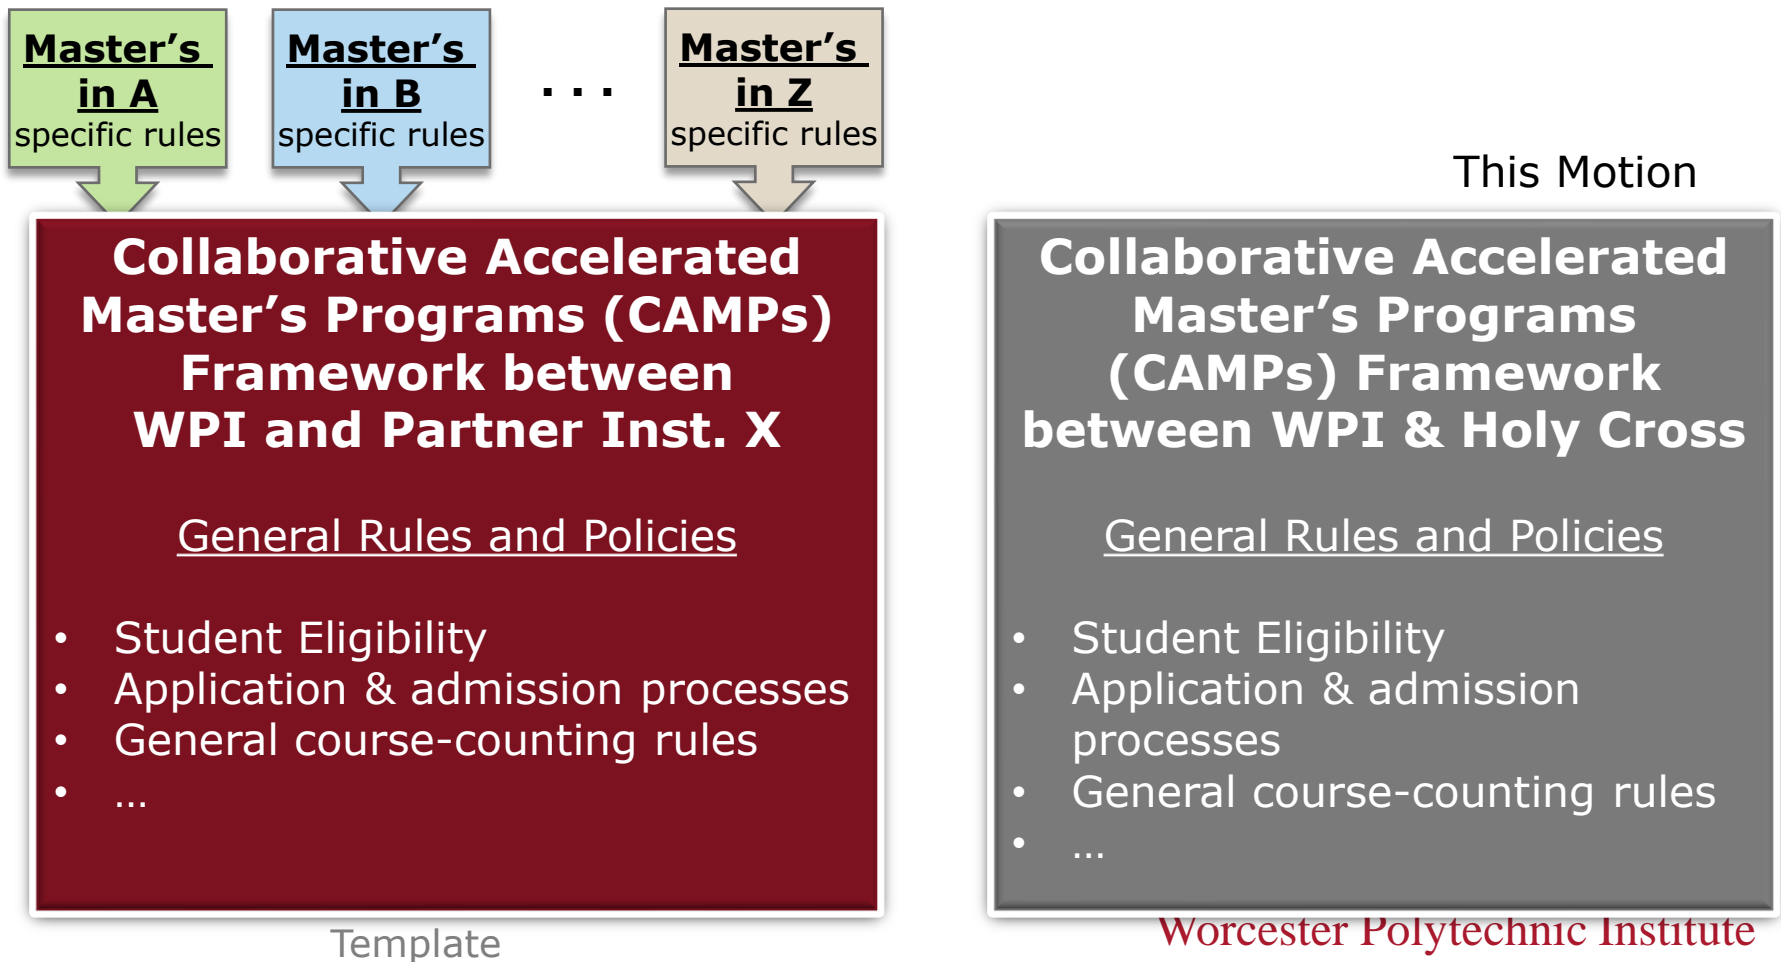 Master’s
in A
specific rules
Master’s
in B
specific rules
. . .
Master’s
in Z
specific rules
This Motion
Collaborative Accelerated
Master’s Programs (CAMPs)
Framework between
WPI and Partner Inst. X
General Rules and Policies
• Student Eligibility
• Application & admission processes
• General course-counting rules
• …
Template
Collaborative Accelerated
Master’s Programs
(CAMPs) Framework
between WPI & Holy Cross
General Rules and Policies
• Student Eligibility
• Application & admission
processes
• General course-counting rules
• …
Worcester Polytechnic Institute